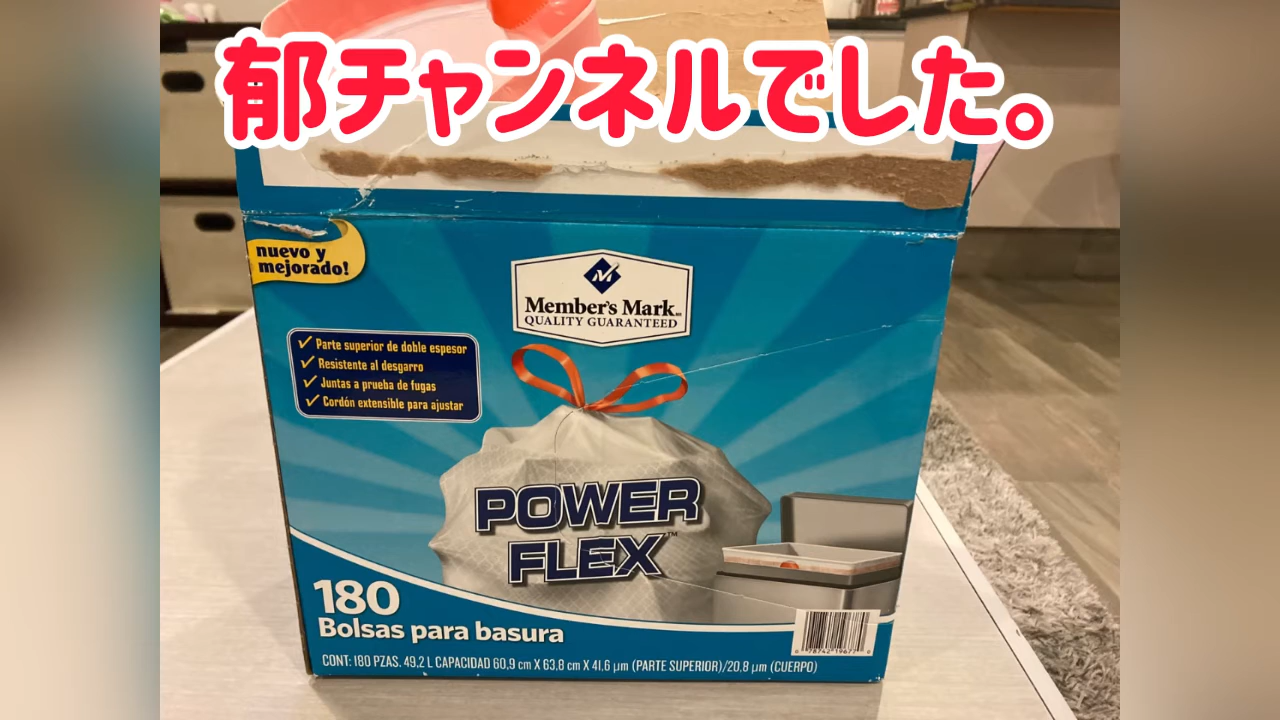 郁チャンネルでした。
nuevo y
mejorado!
Member's Mark
QUALITY GUARANTEED
✓ Parte superior de doble espesor
✓ Resistente al desgarro
✓ Juntas a prueba de fugas
✓ Cordón extensible para ajustar
POWER
FLEX™
180
Bolsas para basura
CONT: 180 PZAS. 49.2 L CAPACIDAD 60,9 cm X 63,8 cm X 41,6 µm (PARTE SUPERIOR)/20,8 µm (CUERPO)